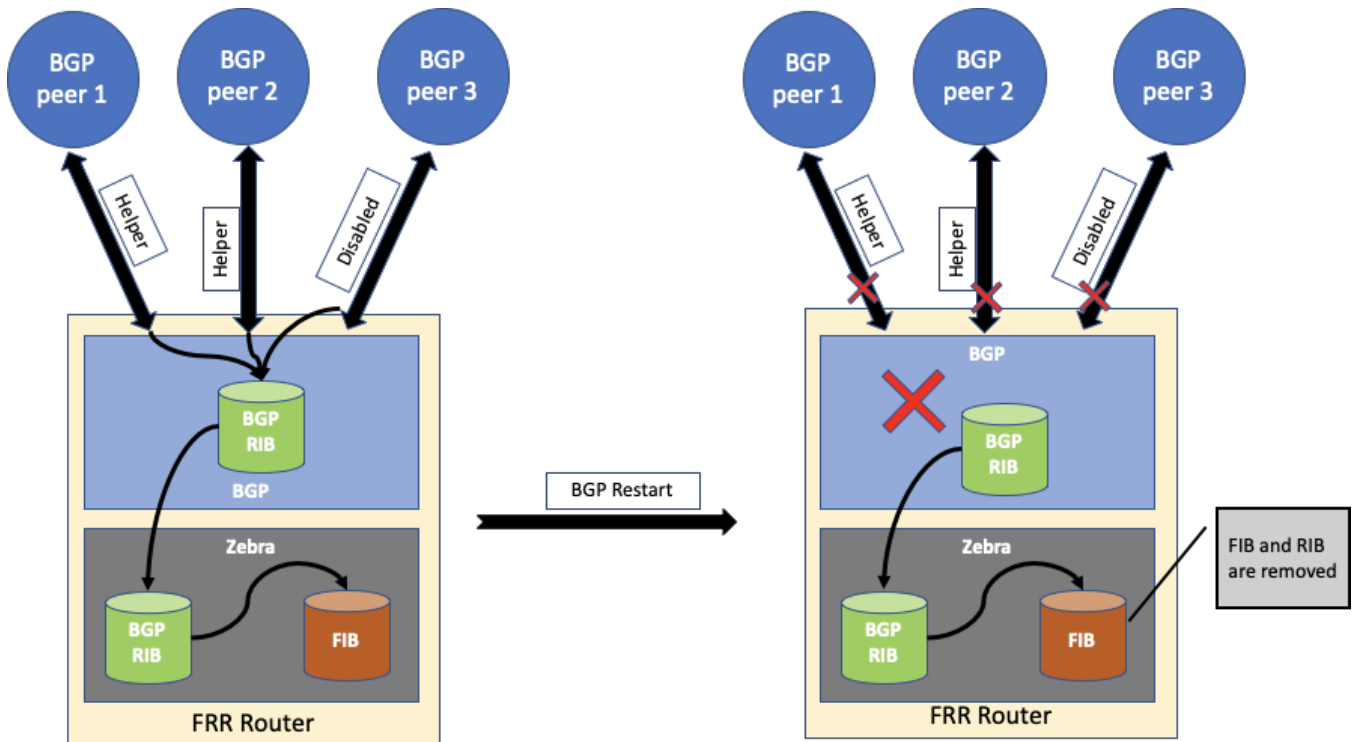 BGP
peer 1
BGP
peer 2
BGP
peer 3
Helper
Helper
Disabled
BGP
RIB
BGP
Zebra
BGP
RIB
FIB
FRR Router
BGP Restart
BGP
peer 1
BGP
peer 2
BGP
peer 3
Helper
Helper
Disabled
BGP
BGP
RIB
Zebra
BGP
RIB
FIB
FRR Router
FIB and RIB
are removed